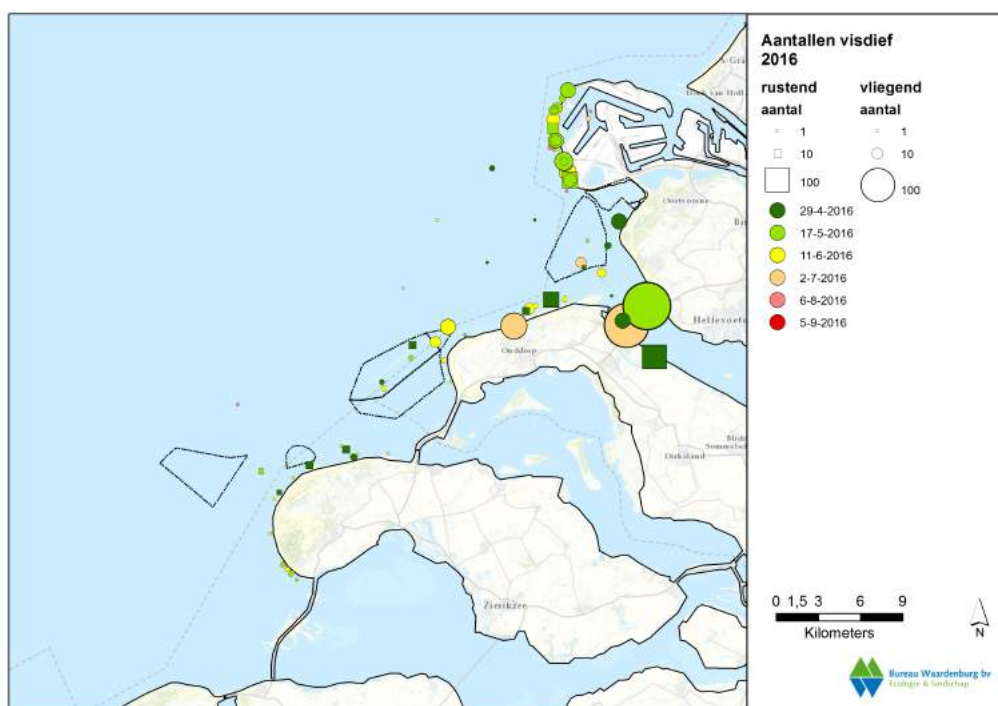 Aantallen visdief
2016
rustend
aantal
1
10
100
vliegend
aantal
1
10
100
29-4-2016
17-5-2016
11-6-2016
2-7-2016
6-8-2016
5-9-2016
Oostvoorne
Ouddorp
Dirksland
Zierikzee
0 1,5 3 6 9
Kilometers
N
Bureau Waardenburg bv
Ecologie & landschap